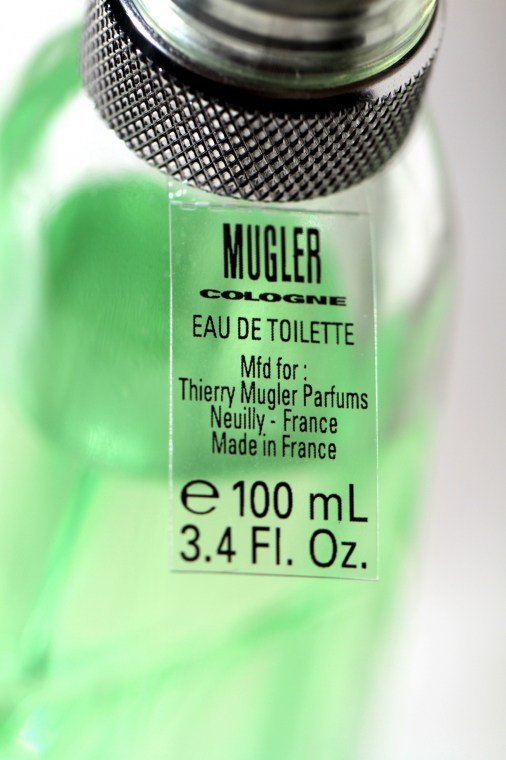 MUGLER
COLOGNE
EAU DE TOILETTE
Mfd for :
Thierry Mugler Parfums
Neuilly - France
Made in France
℮ 100 mL
3.4 Fl. Oz.